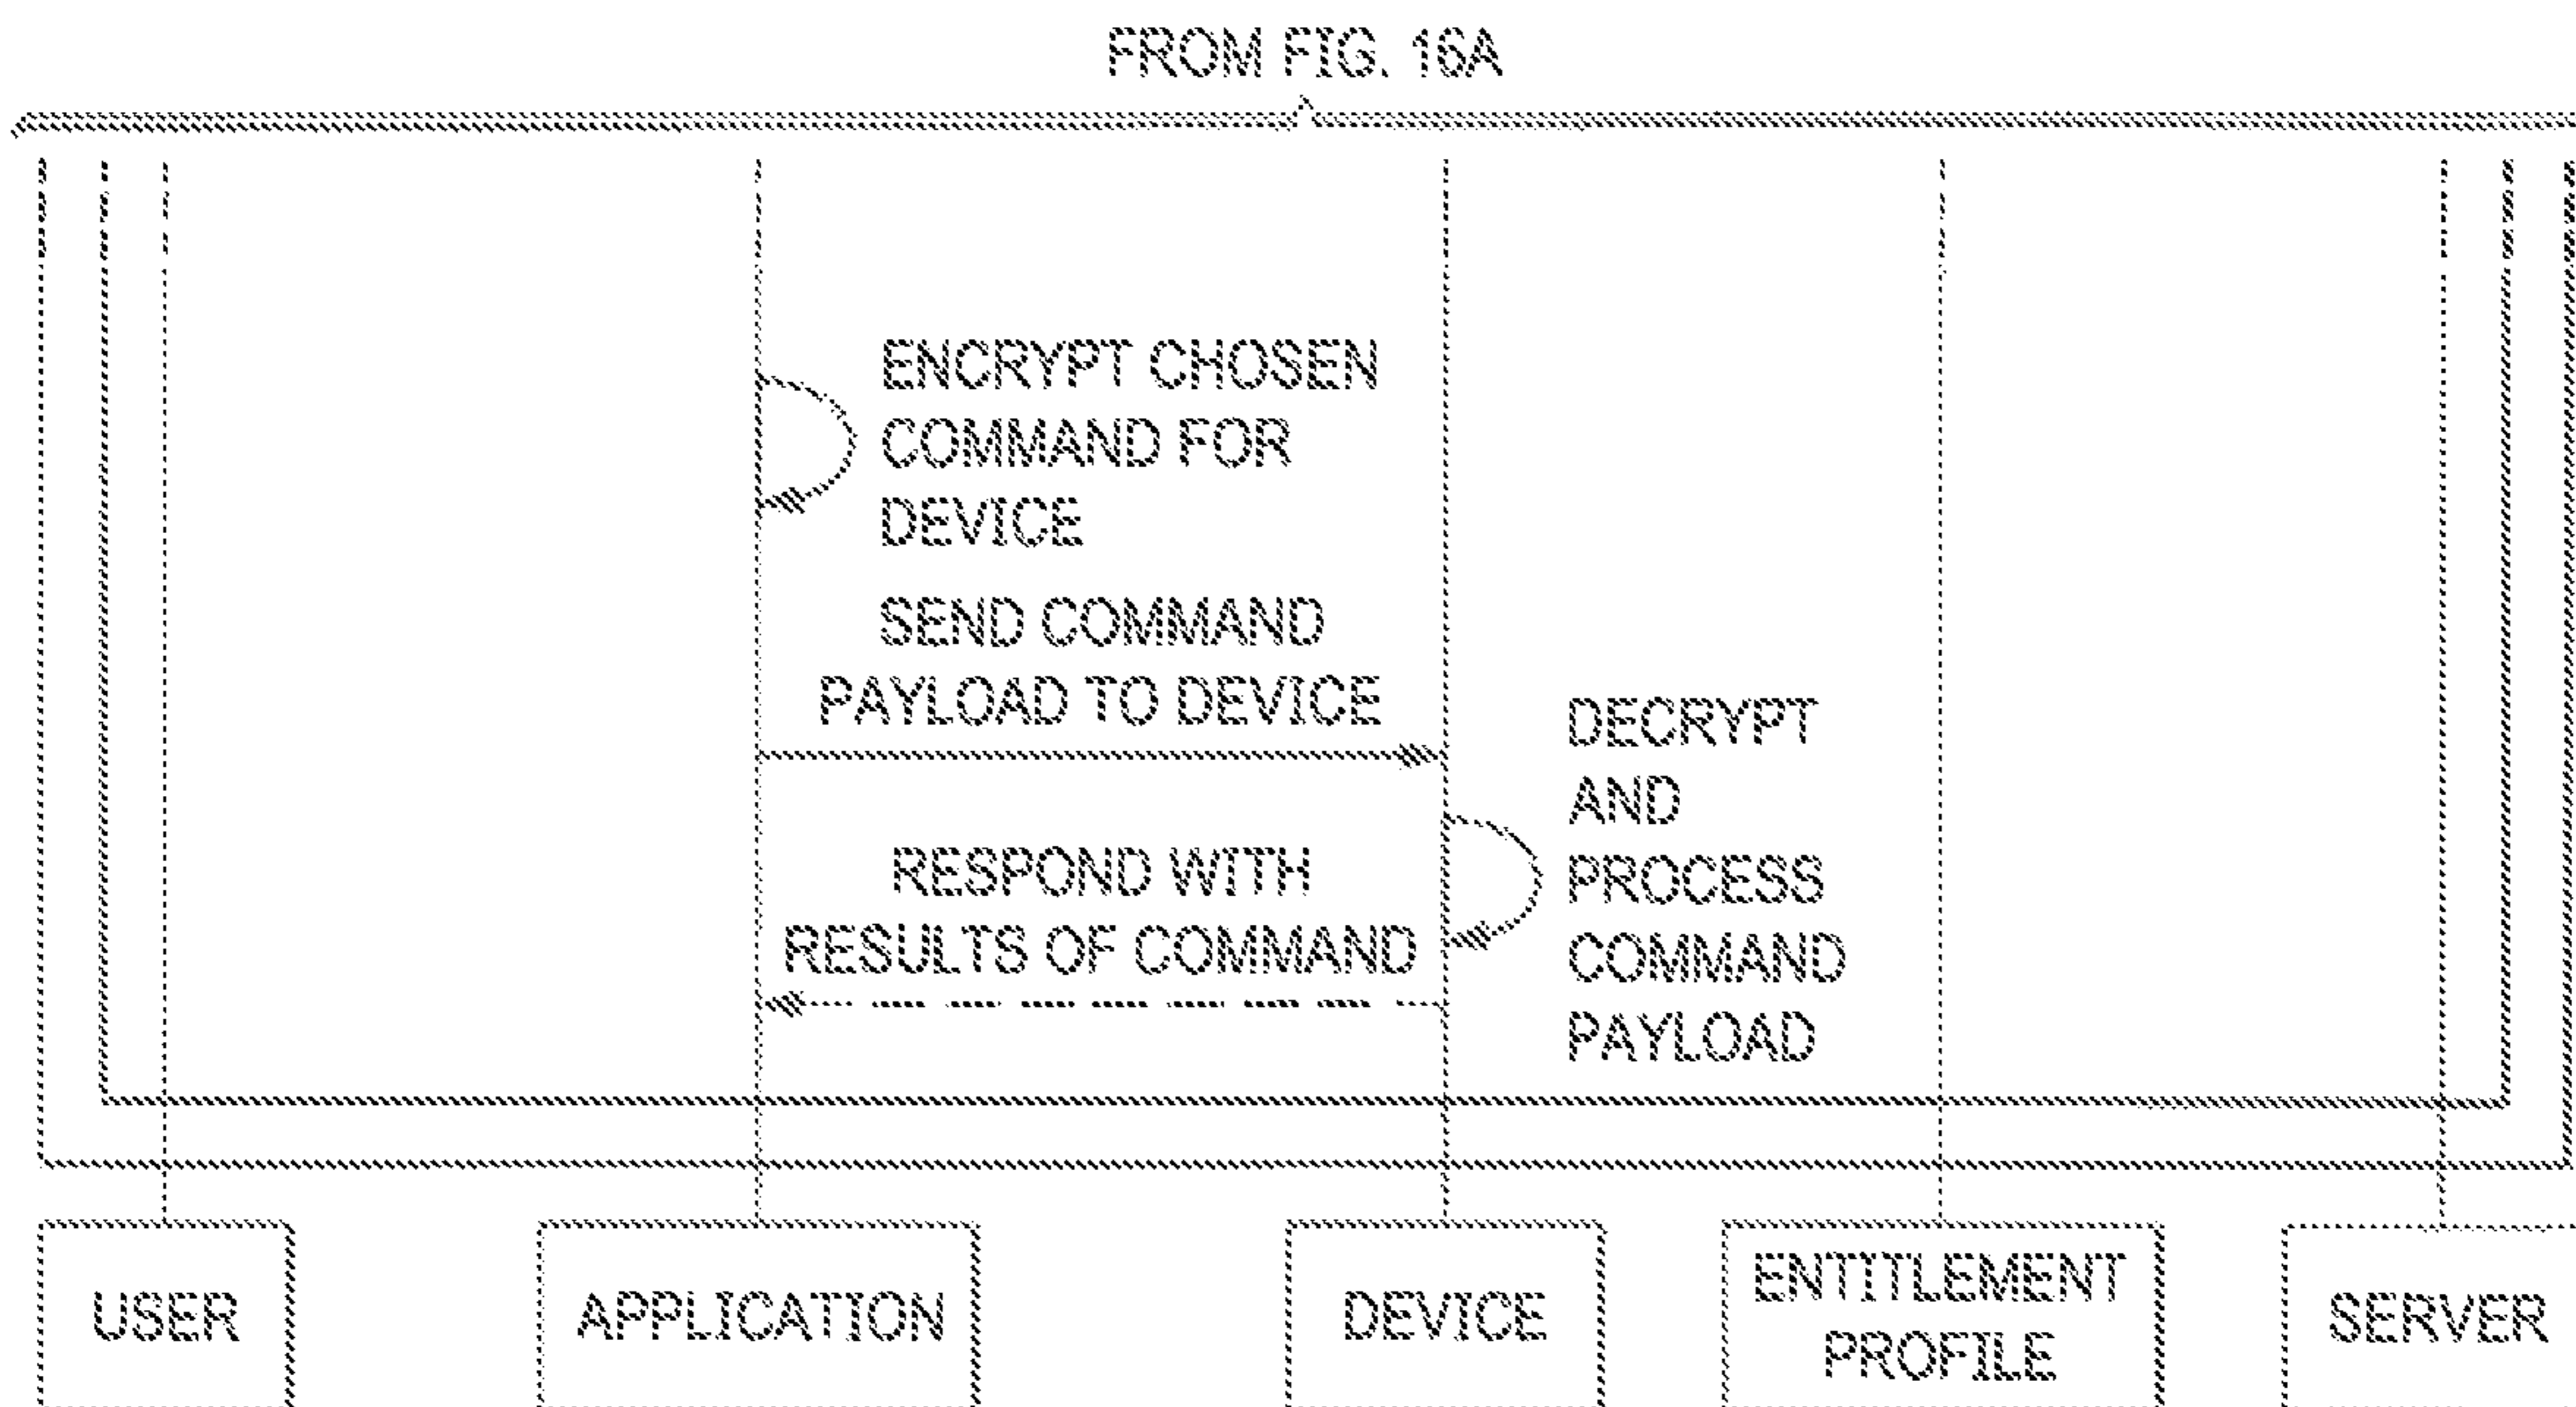 FROM FIG. 16A
ENCRYPT CHOSEN
COMMAND FOR
DEVICE
SEND COMMAND
PAYLOAD TO DEVICE
DECRYPT
AND
PROCESS
COMMAND
PAYLOAD
RESPOND WITH
RESULTS OF COMMAND
USER
APPLICATION
DEVICE
ENTITLEMENT
PROFILE
SERVER